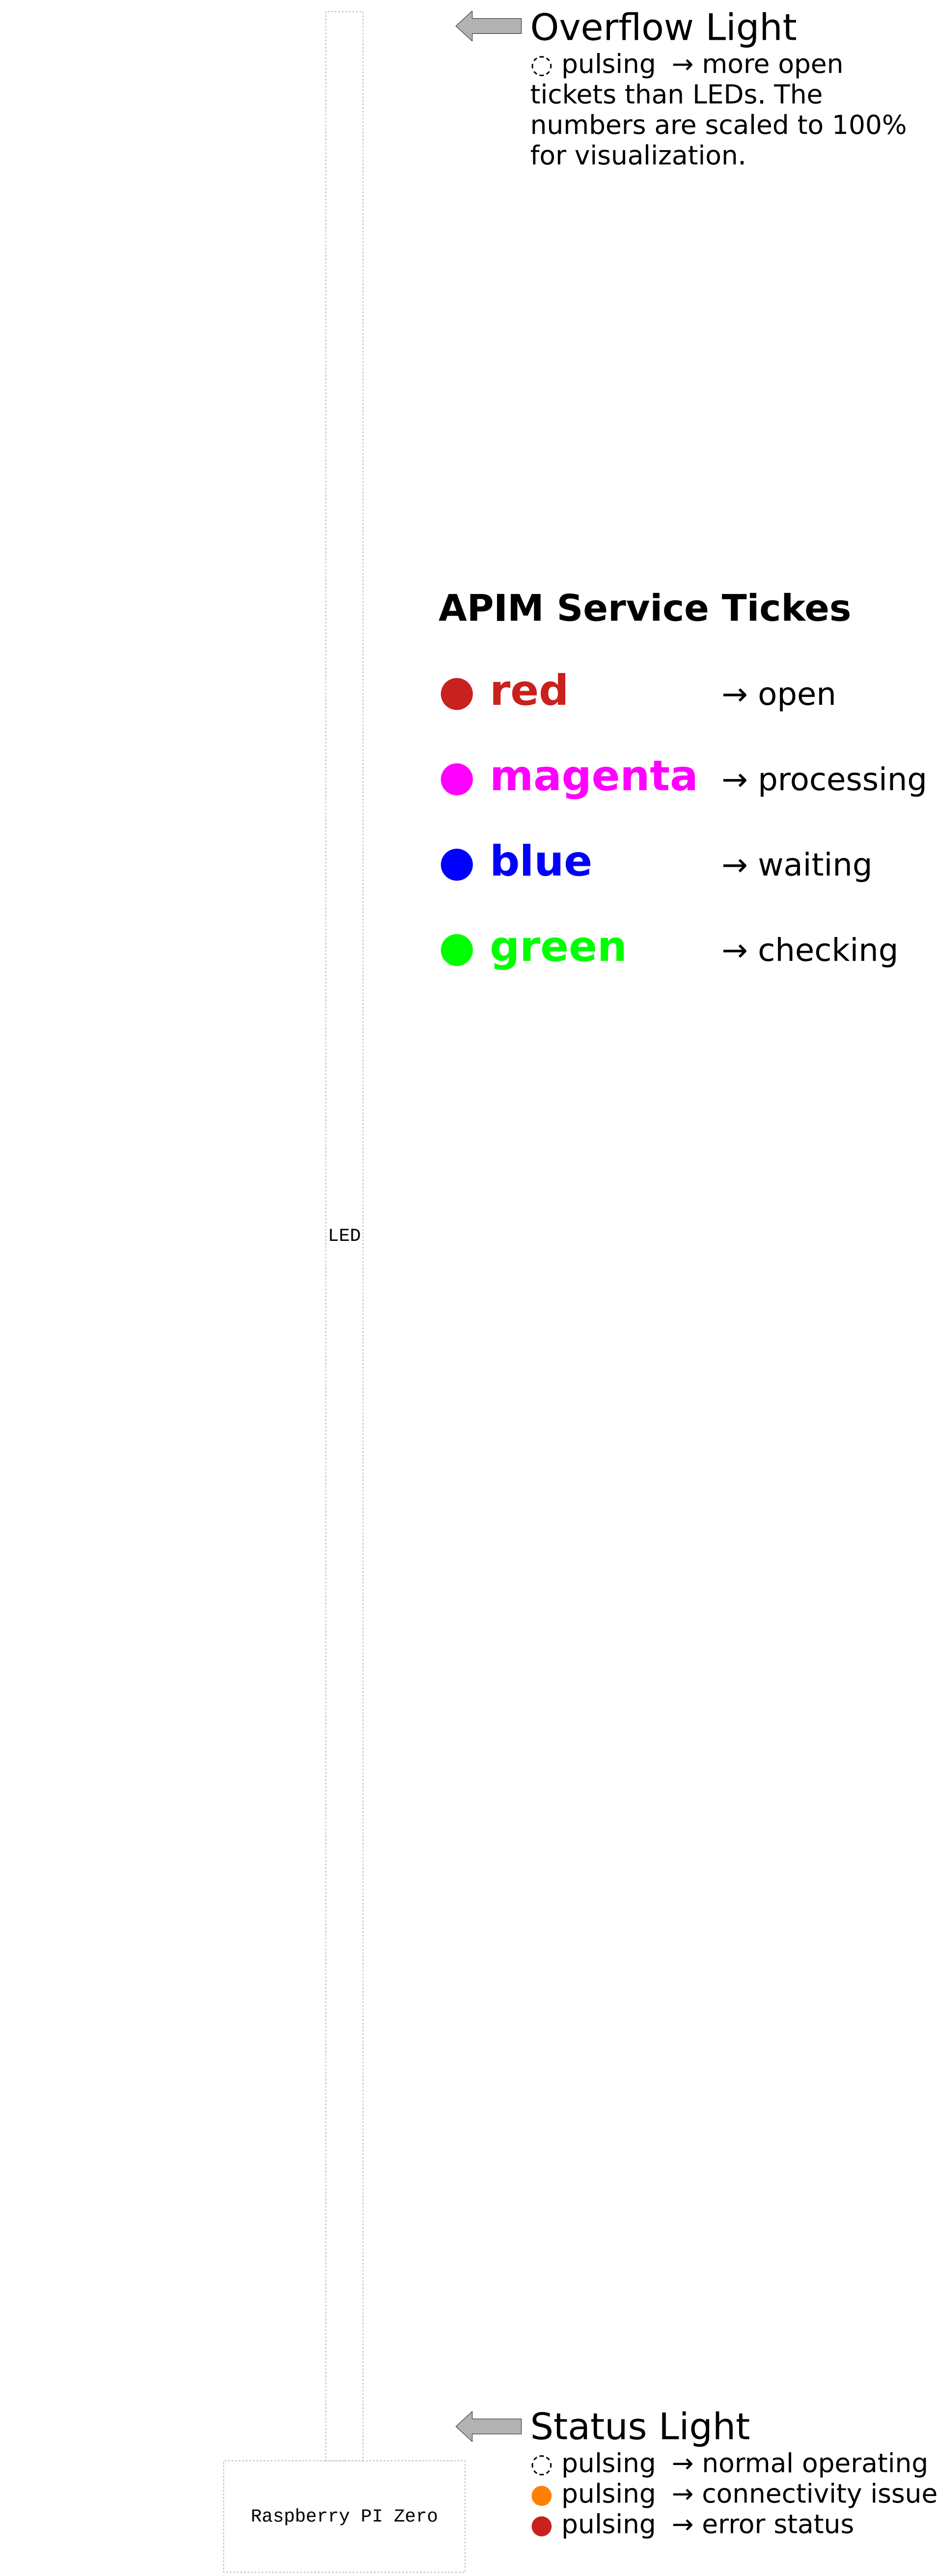 Overflow Light
pulsing → more open
tickets than LEDs. The
numbers are scaled to 100%
for visualization.
APIM Service Tickes
red → open
magenta → processing
blue → waiting
green → checking
LED
Status Light
pulsing → normal operating
pulsing → connectivity issue
pulsing → error status
Raspberry PI Zero